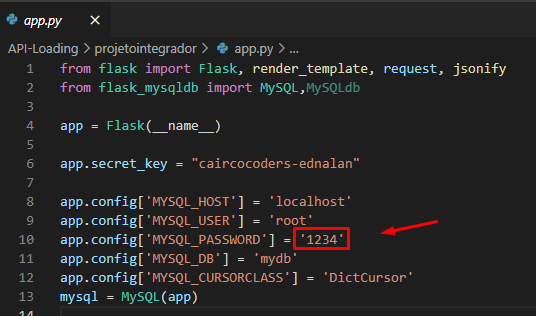 app.py ×
API-Loading > projetointegrador > app.py > ...
1 from flask import Flask, render_template, request, jsonify
2 from flask_mysqldb import MySQL,MySQLdb
3
4 app = Flask(__name__)
5
6 app.secret_key = "caircocoders-ednalan"
7
8 app.config['MYSQL_HOST'] = 'localhost'
9 app.config['MYSQL_USER'] = 'root'
10 app.config['MYSQL_PASSWORD'] = '1234'
11 app.config['MYSQL_DB'] = 'mydb'
12 app.config['MYSQL_CURSORCLASS'] = 'DictCursor'
13 mysql = MySQL(app)
14